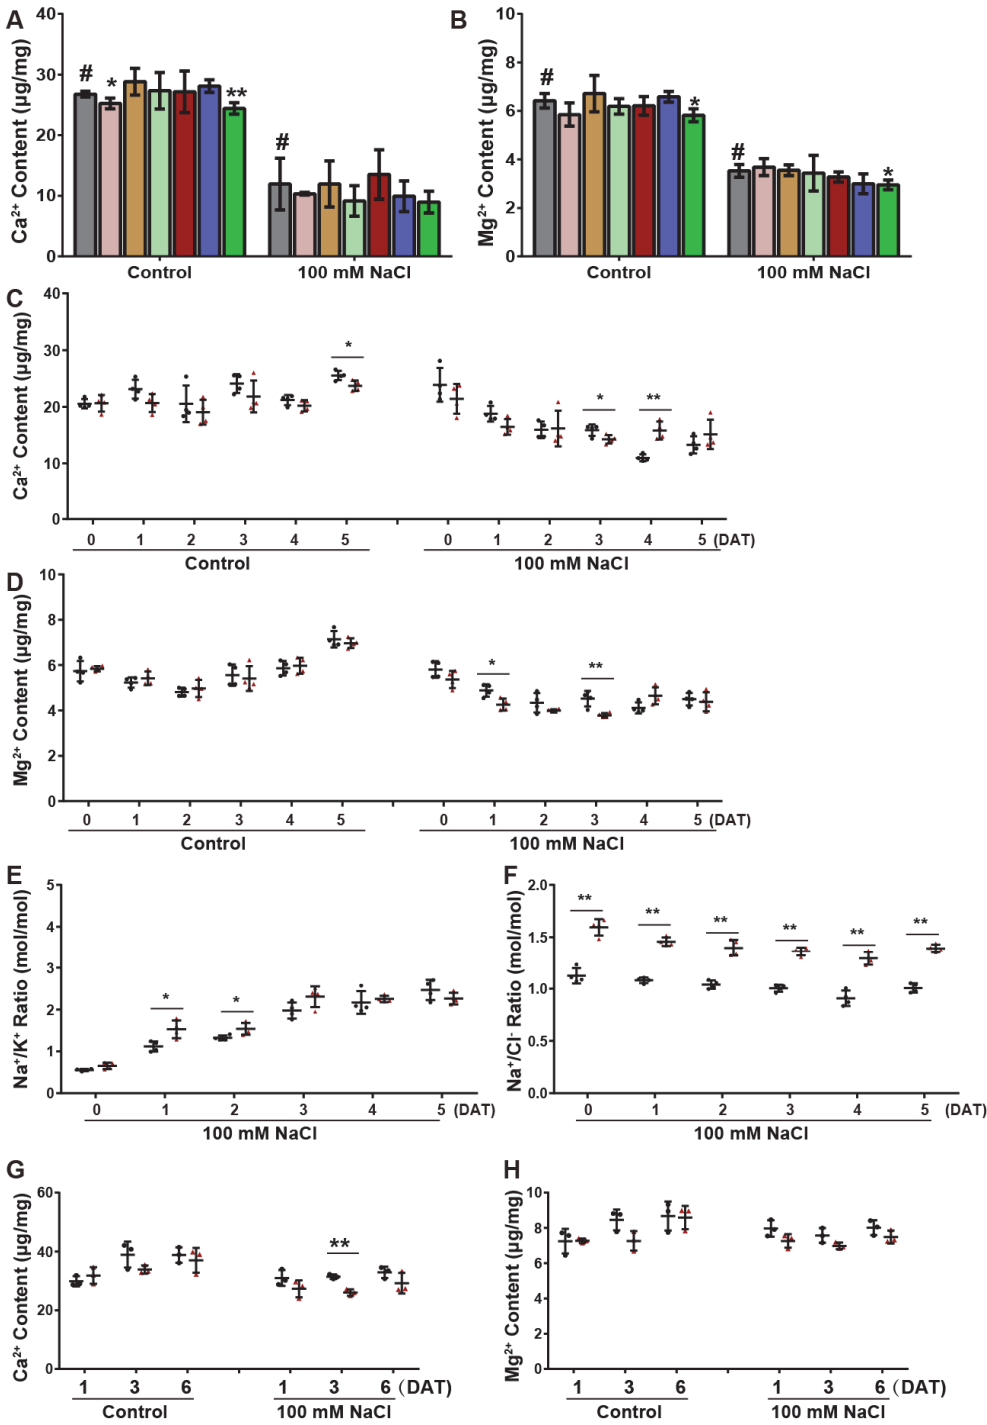 A
Ca²⁺ Content (µg/mg)
40
30
20
10
0
#
*
**
#
Control
100 mM NaCl
B
Mg²⁺ Content (µg/mg)
10
8
6
4
2
0
#
*
#
*
Control
100 mM NaCl
C
Ca²⁺ Content (µg/mg)
40
30
20
10
0
*
*
**
0 1 2 3 4 5 0 1 2 3 4 5 (DAT)
Control
100 mM NaCl
D
Mg²⁺ Content (µg/mg)
10
8
6
4
2
0
*
**
0 1 2 3 4 5 0 1 2 3 4 5 (DAT)
Control
100 mM NaCl
E
Na⁺/K⁺ Ratio (mol/mol)
5
4
3
2
1
0
*
*
0 1 2 3 4 5 (DAT)
100 mM NaCl
F
Na⁺/Cl⁻ Ratio (mol/mol)
2.0
1.5
1.0
0.5
0.0
**
**
**
**
**
**
0 1 2 3 4 5 (DAT)
100 mM NaCl
G
Ca²⁺ Content (µg/mg)
60
40
20
0
**
1 3 6 1 3 6 (DAT)
Control
100 mM NaCl
H
Mg²⁺ Content (µg/mg)
10
8
6
4
2
0
1 3 6 1 3 6 (DAT)
Control
100 mM NaCl